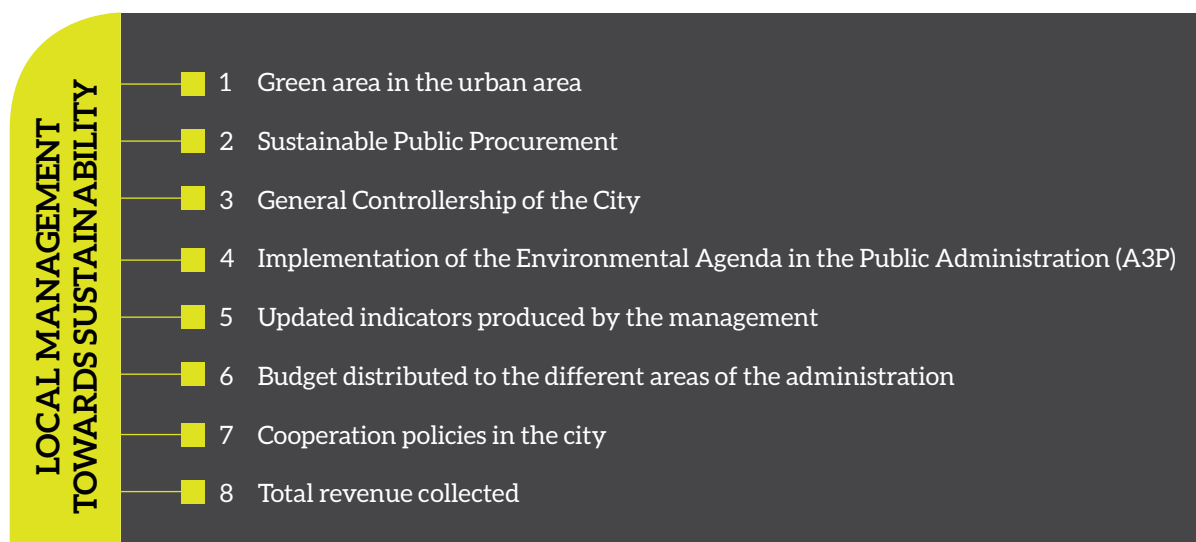 LOCAL MANAGEMENT
TOWARDS SUSTAINABILITY
1 Green area in the urban area
2 Sustainable Public Procurement
3 General Controllership of the City
4 Implementation of the Environmental Agenda in the Public Administration (A3P)
5 Updated indicators produced by the management
6 Budget distributed to the different areas of the administration
7 Cooperation policies in the city
8 Total revenue collected